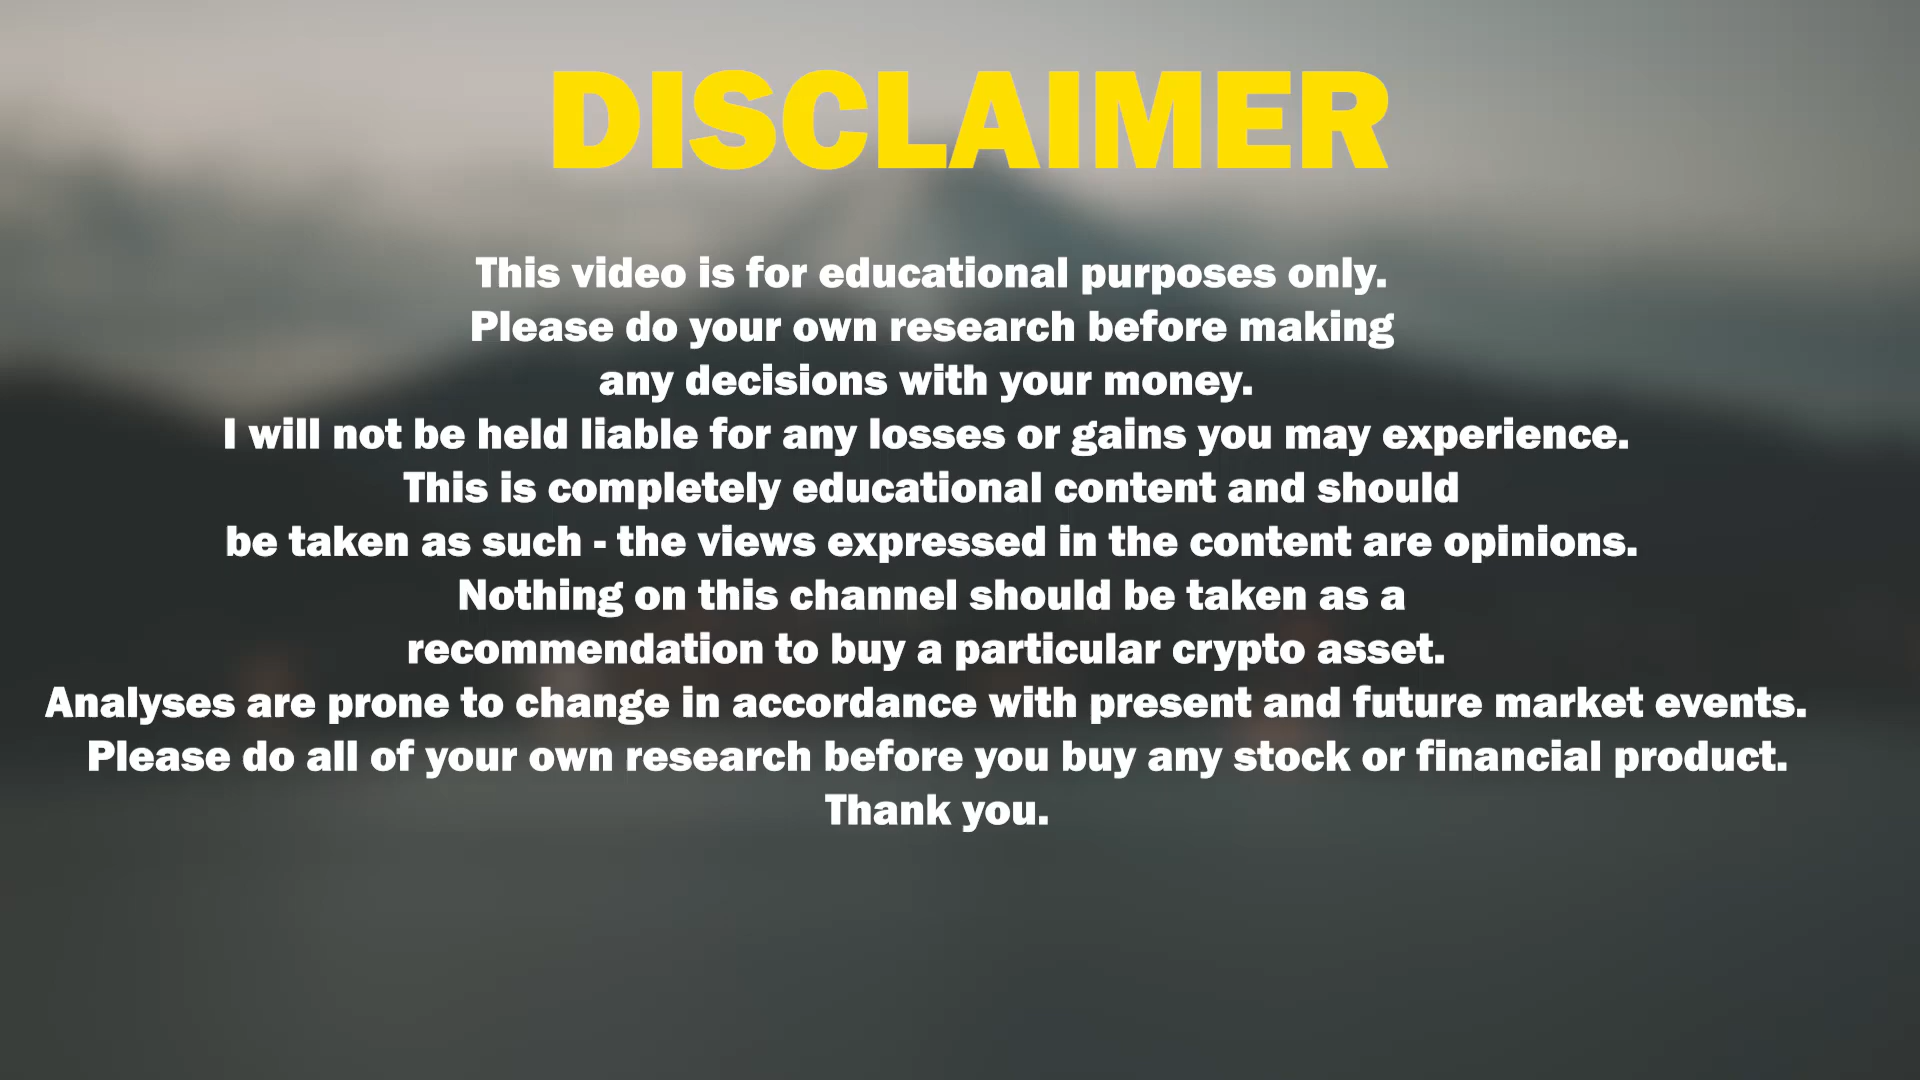 DISCLAIMER
This video is for educational purposes only.
Please do your own research before making
any decisions with your money.
I will not be held liable for any losses or gains you may experience.
This is completely educational content and should
be taken as such - the views expressed in the content are opinions.
Nothing on this channel should be taken as a
recommendation to buy a particular crypto asset.
Analyses are prone to change in accordance with present and future market events.
Please do all of your own research before you buy any stock or financial product.
Thank you.